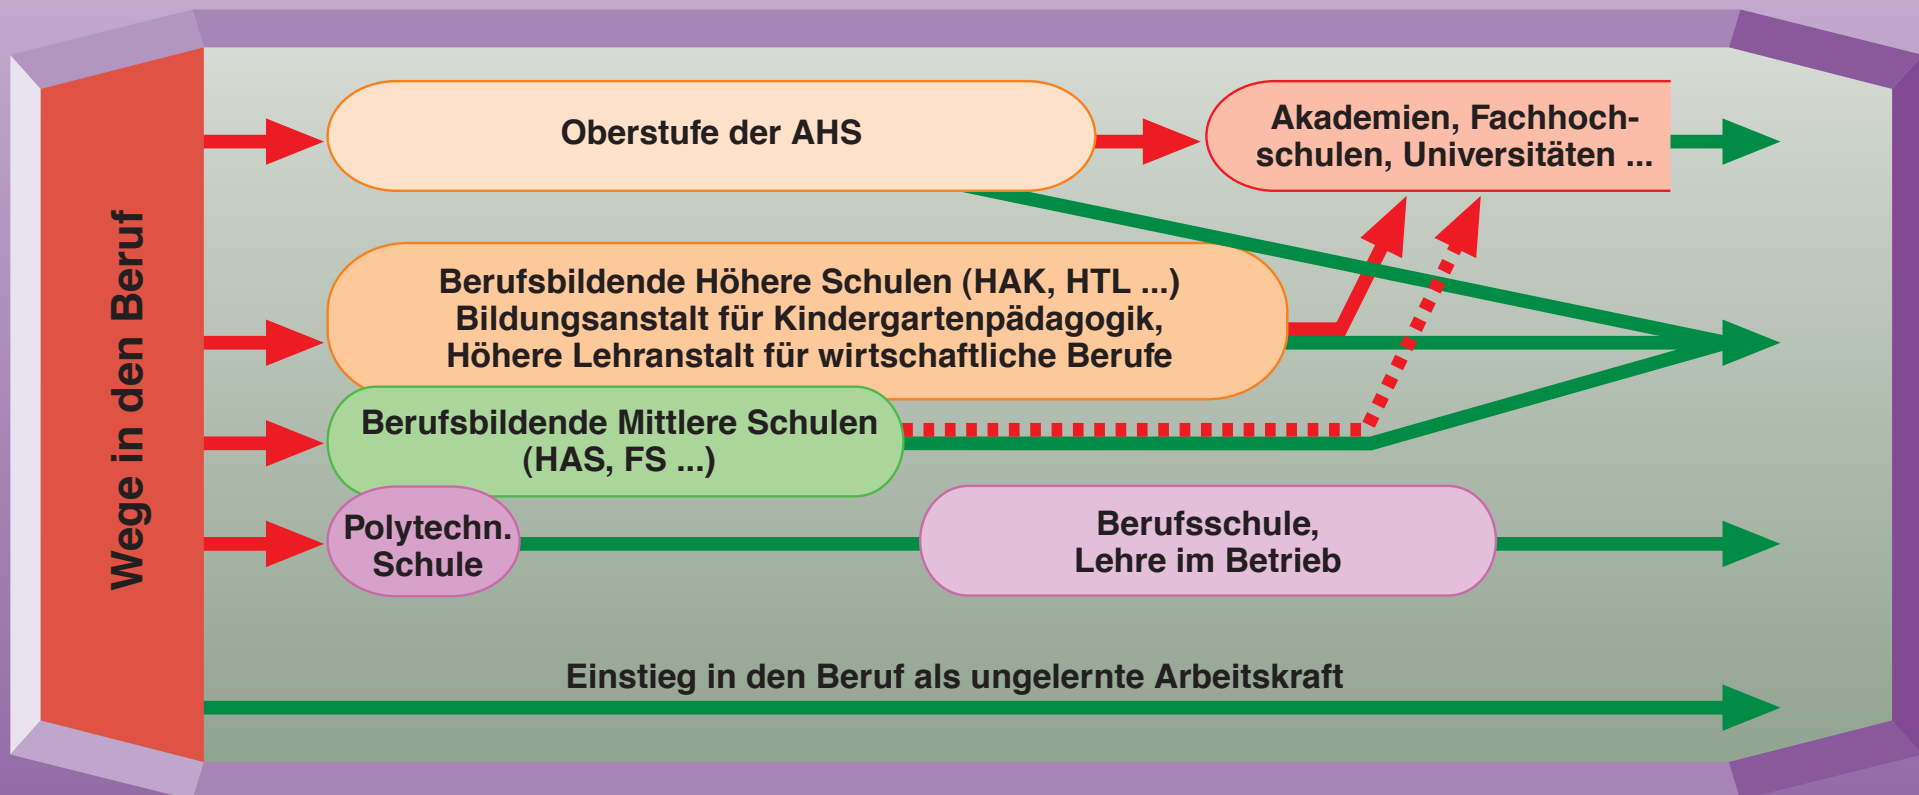 Wege in den Beruf
Oberstufe der AHS
Akademien, Fachhoch-
schulen, Universitäten ...
Berufsbildende Höhere Schulen (HAK, HTL ...)
Bildungsanstalt für Kindergartenpädagogik,
Höhere Lehranstalt für wirtschaftliche Berufe
Berufsbildende Mittlere Schulen
(HAS, FS ...)
Polytechn.
Schule
Berufsschule,
Lehre im Betrieb
Einstieg in den Beruf als ungelernte Arbeitskraft